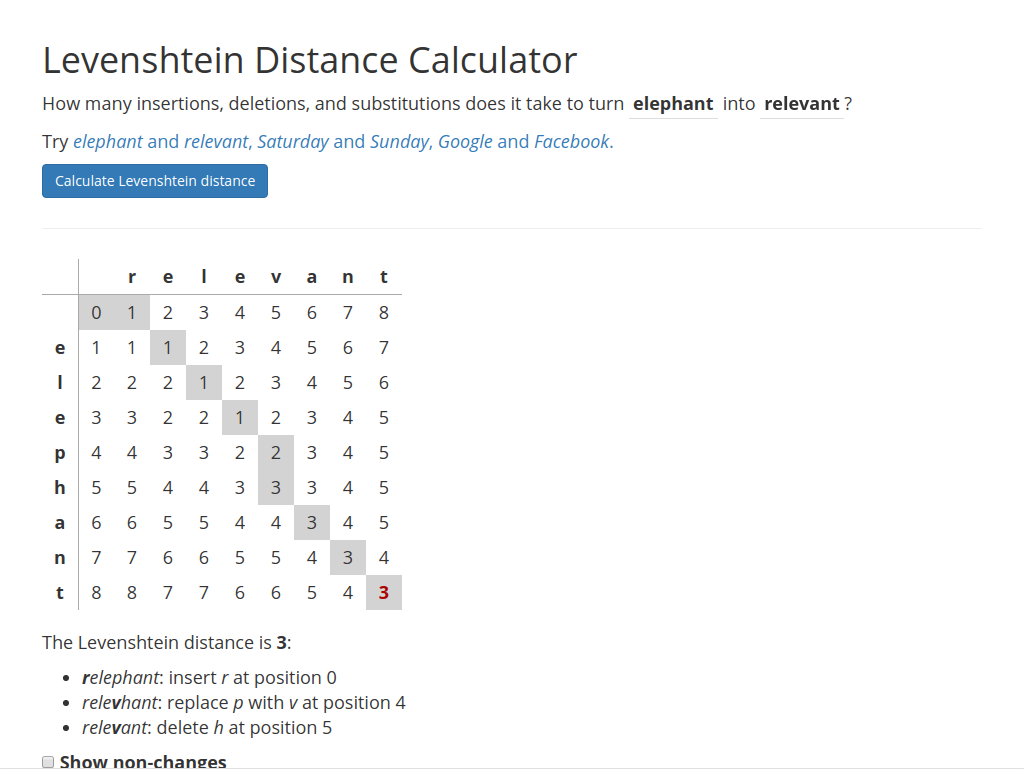 Levenshtein Distance Calculator
How many insertions, deletions, and substitutions does it take to turn elephant into relevant ?
Try elephant and relevant, Saturday and Sunday, Google and Facebook.
Calculate Levenshtein distance
r e l e v a n t
0 1 2 3 4 5 6 7 8
e 1 1 1 2 3 4 5 6 7
l 2 2 2 1 2 3 4 5 6
e 3 3 2 2 1 2 3 4 5
p 4 4 3 3 2 2 3 4 5
h 5 5 4 4 3 3 3 4 5
a 6 6 5 5 4 4 3 4 5
n 7 7 6 6 5 5 4 3 4
t 8 8 7 7 6 6 5 4 3
The Levenshtein distance is 3:
relephant: insert r at position 0
relevhant: replace p with v at position 4
relevant: delete h at position 5
Show non-changes